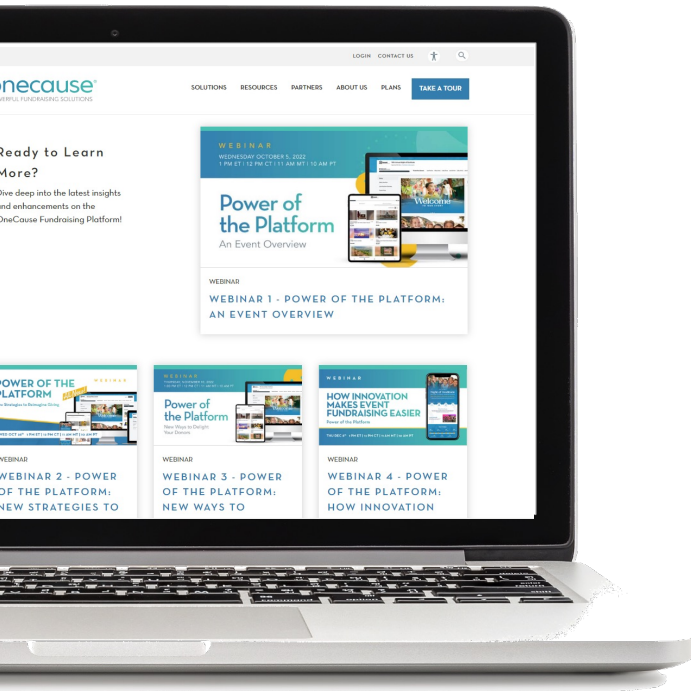 LOGIN CONTACT US
onecause®
POWERFUL FUNDRAISING SOLUTIONS
SOLUTIONS RESOURCES PARTNERS ABOUT US PLANS TAKE A TOUR
Ready to Learn
More?
Dive deep into the latest insights
and enhancements on the
OneCause Fundraising Platform!
WEBINAR
WEDNESDAY OCTOBER 5, 2022
1 PM ET | 12 PM CT | 11 AM MT | 10 AM PT
Power of
the Platform
An Event Overview
Welcome
WEBINAR
WEBINAR 1 - POWER OF THE PLATFORM:
AN EVENT OVERVIEW
POWER OF THE
PLATFORM
WEBINAR
WEBINAR
WEBINAR 2 - POWER
OF THE PLATFORM:
NEW STRATEGIES TO
WEBINAR
Power of
the Platform
New Ways to Delight
Your Donors
WEBINAR
WEBINAR 3 - POWER
OF THE PLATFORM:
NEW WAYS TO
WEBINAR
HOW INNOVATION
MAKES EVENT
FUNDRAISING EASIER
Power of the Platform
WEBINAR
WEBINAR 4 - POWER
OF THE PLATFORM:
HOW INNOVATION
command option